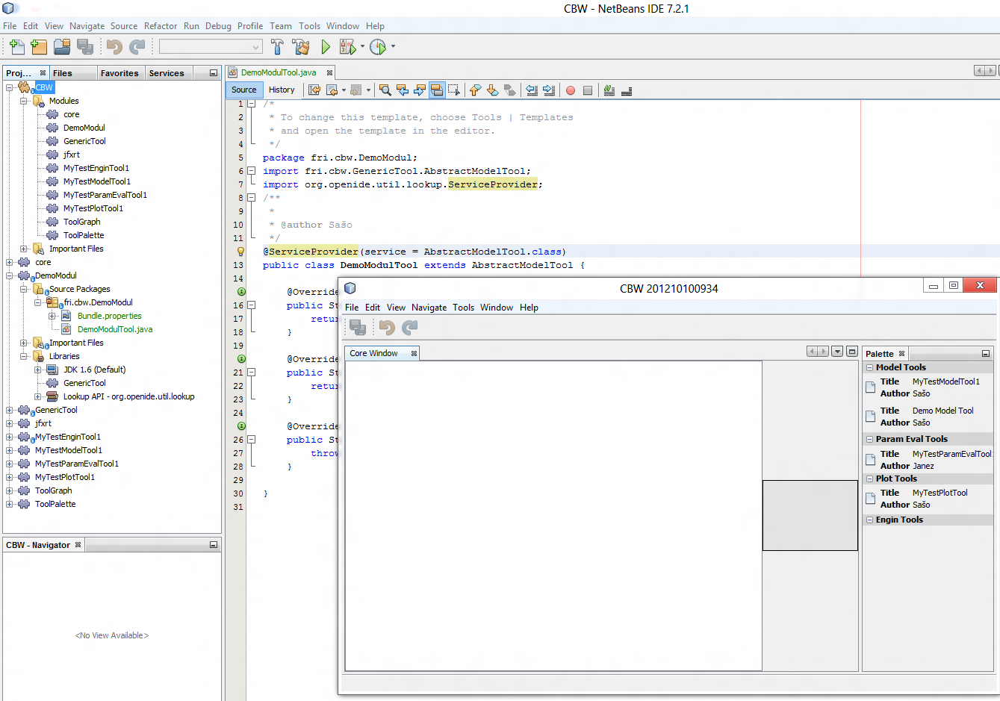 CBW - NetBeans IDE 7.2.1
File Edit View Navigate Source Refactor Run Debug Profile Team Tools Window Help
Proj... Files Favorites Services
CBW
Modules
core
DemoModul
GenericTool
jfxrt
MyTestEnginTool1
MyTestModelTool1
MyTestParamEvalTool1
MyTestPlotTool1
ToolGraph
ToolPalette
Important Files
core
DemoModul
Source Packages
fri.cbw.DemoModul
Bundle.properties
DemoModulTool.java
Important Files
Libraries
JDK 1.6 (Default)
GenericTool
Lookup API - org.openide.util.lookup
GenericTool
jfxrt
MyTestEnginTool1
MyTestModelTool1
MyTestParamEvalTool1
MyTestPlotTool1
ToolGraph
ToolPalette
CBW - Navigator
<No View Available>
DemoModulTool.java
Source History
1 /*
2 * To change this template, choose Tools | Templates
3 * and open the template in the editor.
4 */
5 package fri.cbw.DemoModul;
6 import fri.cbw.GenericTool.AbstractModelTool;
7 import org.openide.util.lookup.ServiceProvider;
8 /**
9 *
10 * @author Sašo
11 */
@ServiceProvider(service = AbstractModelTool.class)
13 public class DemoModulTool extends AbstractModelTool {
14
@Override
16 public St
17 retur
18 }
19
@Override
21 public St
22 retur
23 }
24
@Override
26 public St
27 throw
28 }
29
30 }
31
CBW 201210100934
File Edit View Navigate Tools Window Help
Core Window
Palette
Model Tools
Title MyTestModelTool1
Author Sašo
Title Demo Model Tool
Author Sašo
Param Eval Tools
Title MyTestParamEvalTool
Author Janez
Plot Tools
Title MyTestPlotTool
Author Sašo
Engin Tools